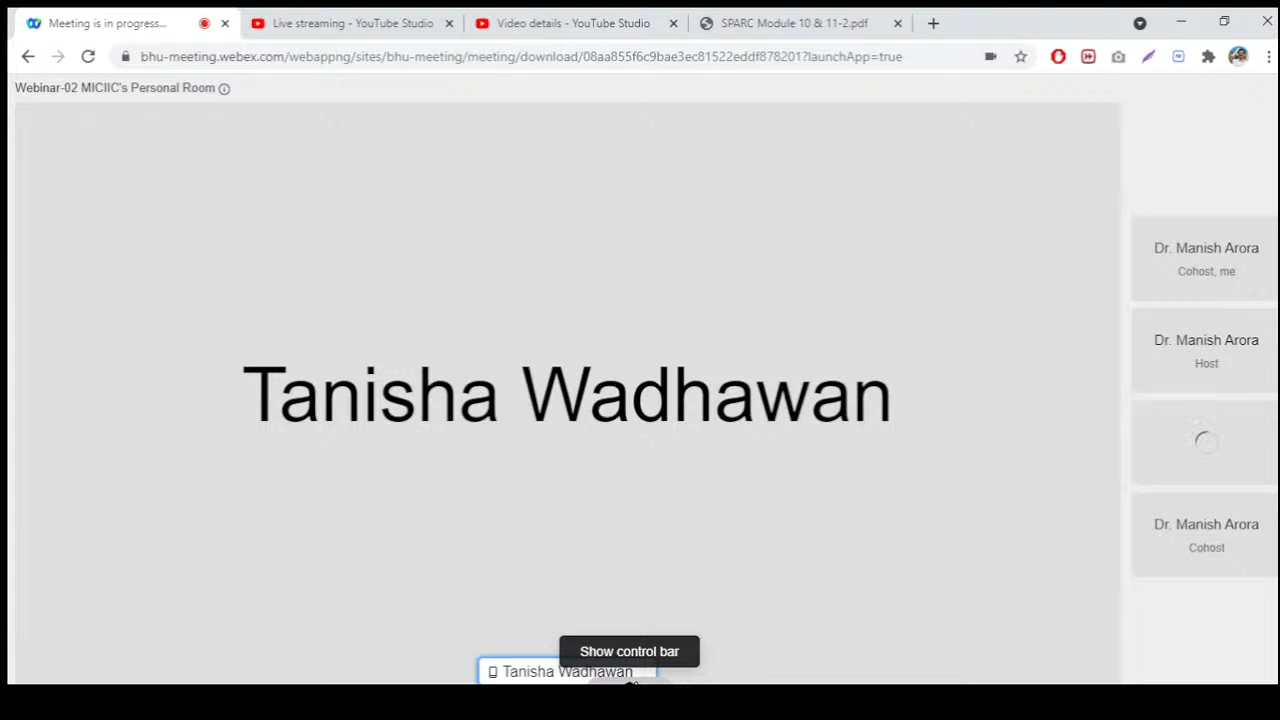 Meeting is in progress...
Live streaming - YouTube Studio
Video details - YouTube Studio
SPARC Module 10 & 11-2.pdf
bhu-meeting.webex.com/webappng/sites/bhu-meeting/meeting/download/08aa855f6c9bae3ec81522eddf878201?launchApp=true
Webinar-02 MICIIC's Personal Room
Dr. Manish Arora
Cohost, me
Dr. Manish Arora
Host
Tanisha Wadhawan
Dr. Manish Arora
Cohost
Show control bar
Tanisha Wadhawan